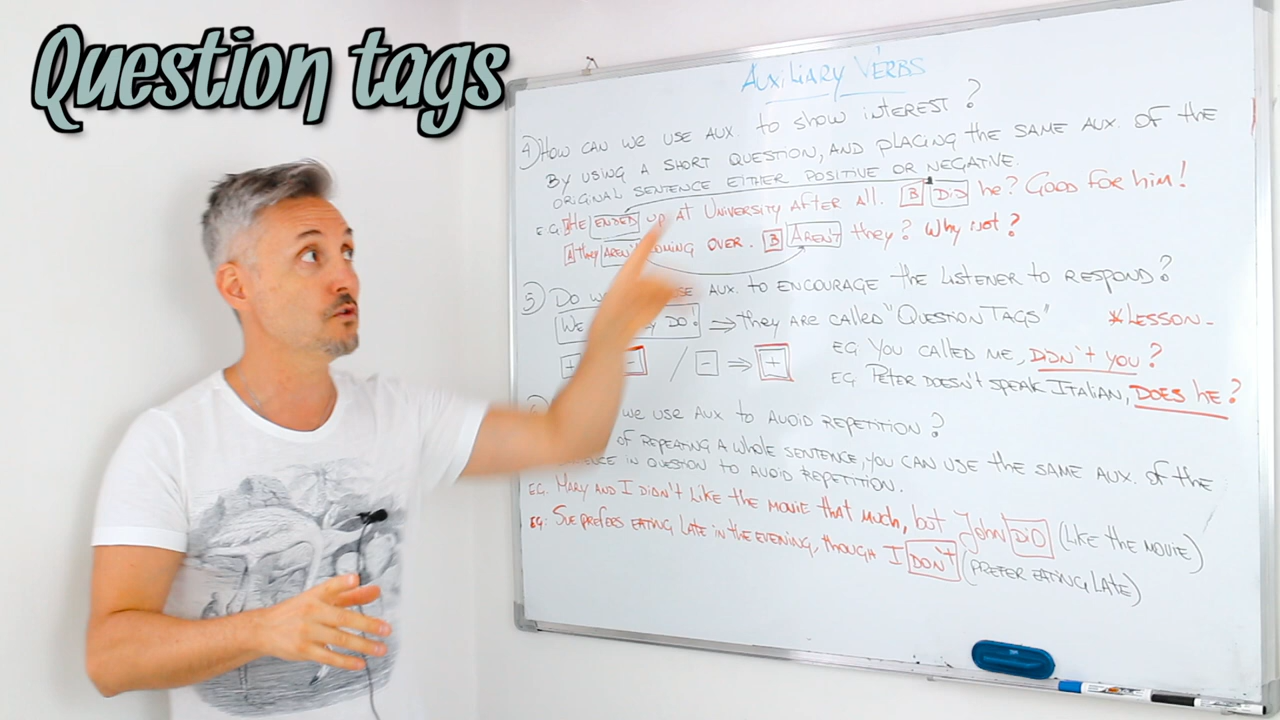 Question tags
AUXILIARY VERBS
4) HOW CAN WE USE AUX. TO SHOW INTEREST?
BY USING A SHORT QUESTION, AND PLACING THE SAME AUX. OF THE
ORIGINAL SENTENCE EITHER POSITIVE OR NEGATIVE.
E.G. HE ENDED UP AT UNIVERSITY AFTER ALL. B DID he? GOOD FOR him!
A They AREN'T COMING OVER. B AREN'T they? Why NOT?
5) DO USE AUX. TO ENCOURAGE THE LISTENER TO RESPOND?
WE DO! ⇒ They ARE CALLED "QUESTION TAGS" *LESSON-
+ - / - ⇒ + EG YOU CALLED ME, DIDN'T YOU?
EG PETER DOESN'T SPEAK ITALIAN, DOES HE?
WE USE AUX TO AVOID REPETITION?
OF REPEATING A WHOLE SENTENCE, YOU CAN USE THE SAME AUX. OF THE
IN QUESTION TO AVOID REPETITION.
EG. MARY AND I DIDN'T LIKE THE MOVIE THAT MUCH, BUT JOHN DID (LIKE THE MOVIE)
EG: SUE PREFERS EATING LATE IN THE EVENING, THOUGH I DON'T (PREFER EATING LATE)